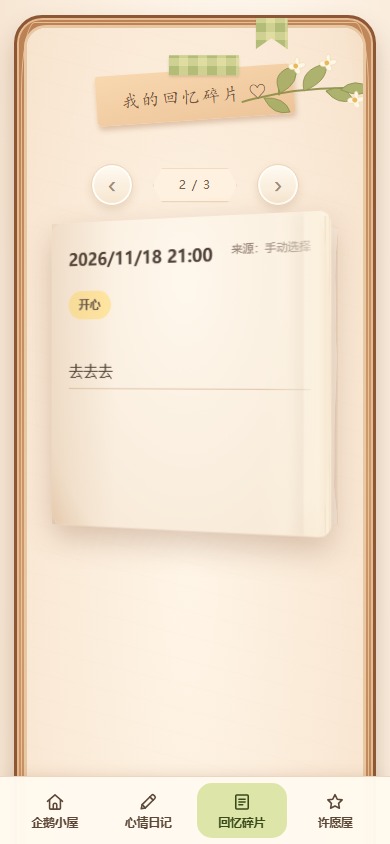 我的回忆碎片 ♡
‹ 2 / 3 ›
2026/11/18 21:00 来源：手动选择
开心
去去去
企鹅小屋 心情日记 回忆碎片 许愿屋